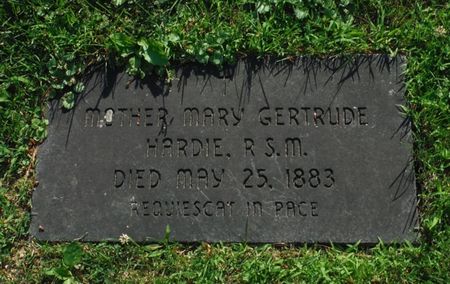 MOTHER MARY GERTRUDE
HARDIE, R.S.M.
DIED MAY 25, 1883
REQUIESCAT IN PACE